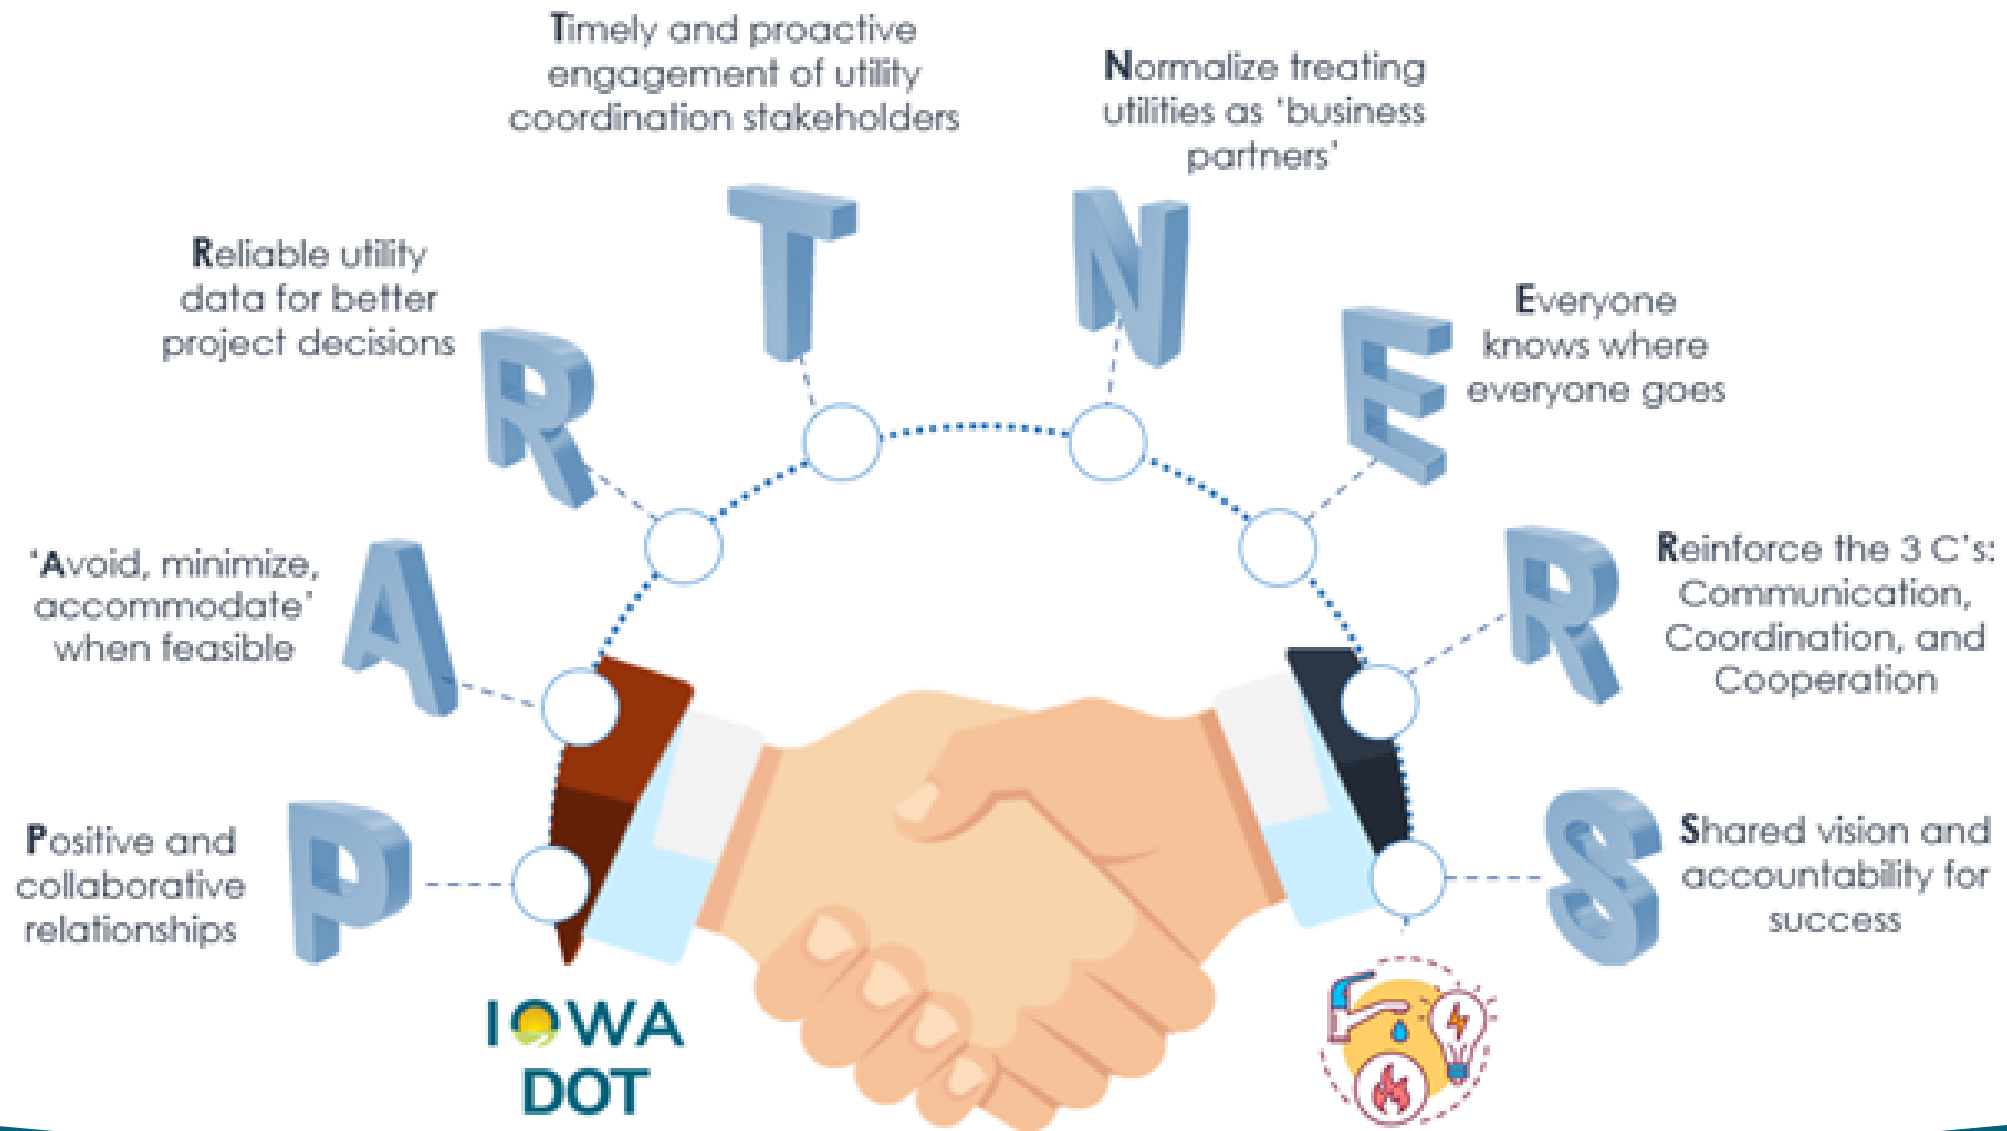 Timely and proactive
engagement of utility
coordination stakeholders
Normalize treating
utilities as 'business
partners'
Reliable utility
data for better
project decisions
Everyone
knows where
everyone goes
'Avoid, minimize,
accommodate'
when feasible
Reinforce the 3 C's:
Communication,
Coordination, and
Cooperation
Positive and
collaborative
relationships
Shared vision and
accountability for
success
P A R T N E R S
IOWA
DOT